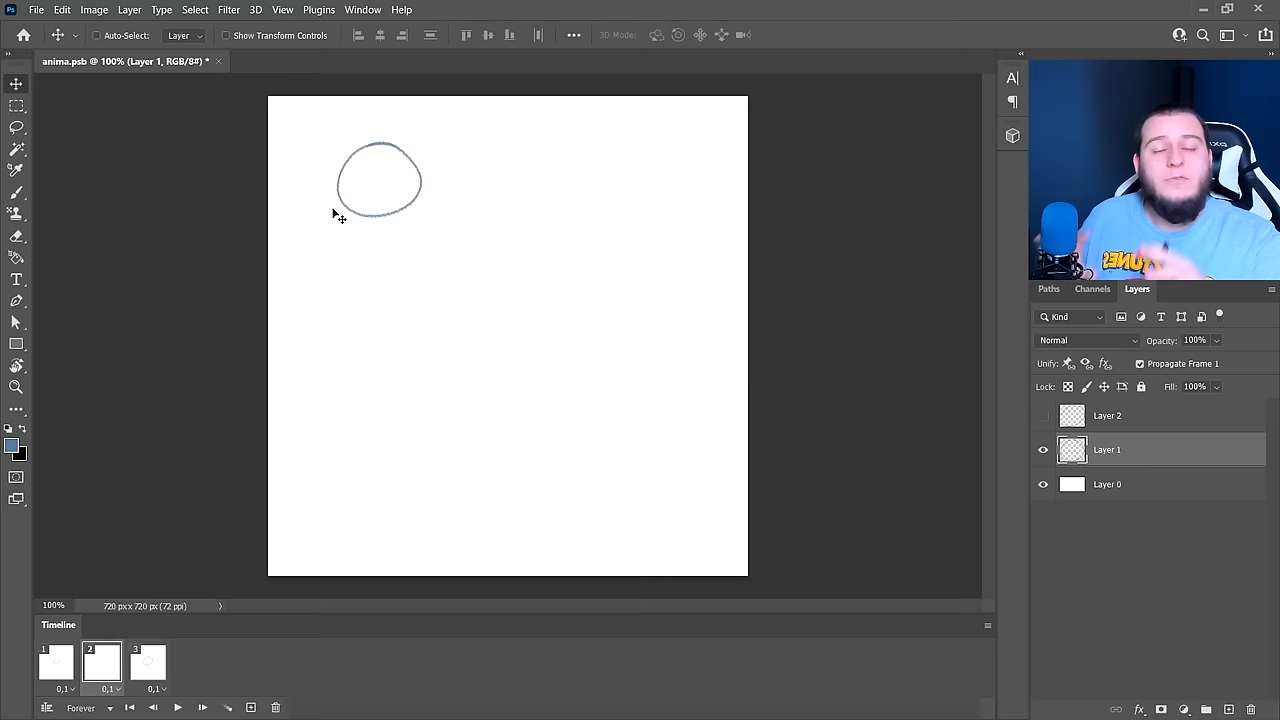 Ps File Edit Image Layer Type Select Filter 3D View Plugins Window Help
Auto-Select: Layer Show Transform Controls 3D Mode:
anima.psb @ 100% (Layer 1, RGB/8#) *
Paths Channels Layers
Kind
Normal Opacity: 100%
Unify: Propagate Frame 1
Lock: Fill: 100%
Layer 2
Layer 1
Layer 0
100% 720 px x 720 px (72 ppi)
Timeline
1 2 3
0,1 0,1 0,1
Forever